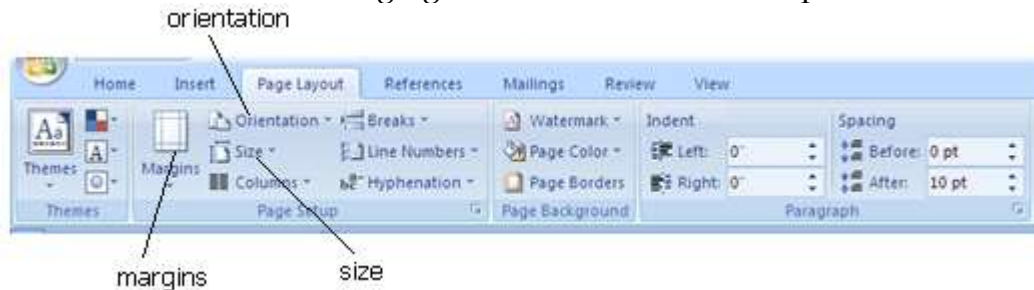 orientation
Home Insert Page Layout References Mailings Review View
Aa Orientation Breaks Watermark Indent Spacing
A Size Line Numbers Page Color Left: 0" Before: 0 pt
Themes Margins Columns Hyphenation Page Borders Right: 0" After: 10 pt
Themes Page Setup Page Background Paragraph
margins size